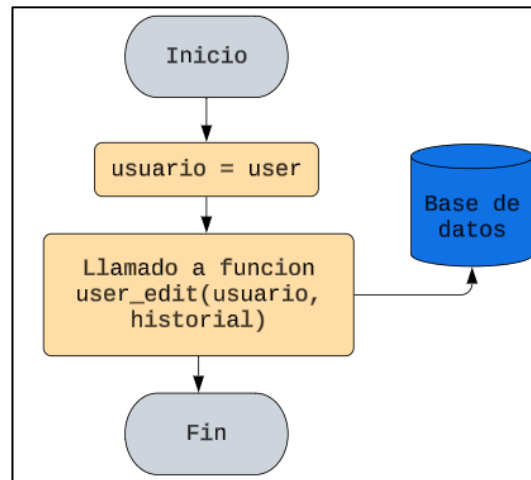 Inicio
usuario = user
Base de
datos
Llamado a funcion
user_edit(usuario,
historial)
Fin